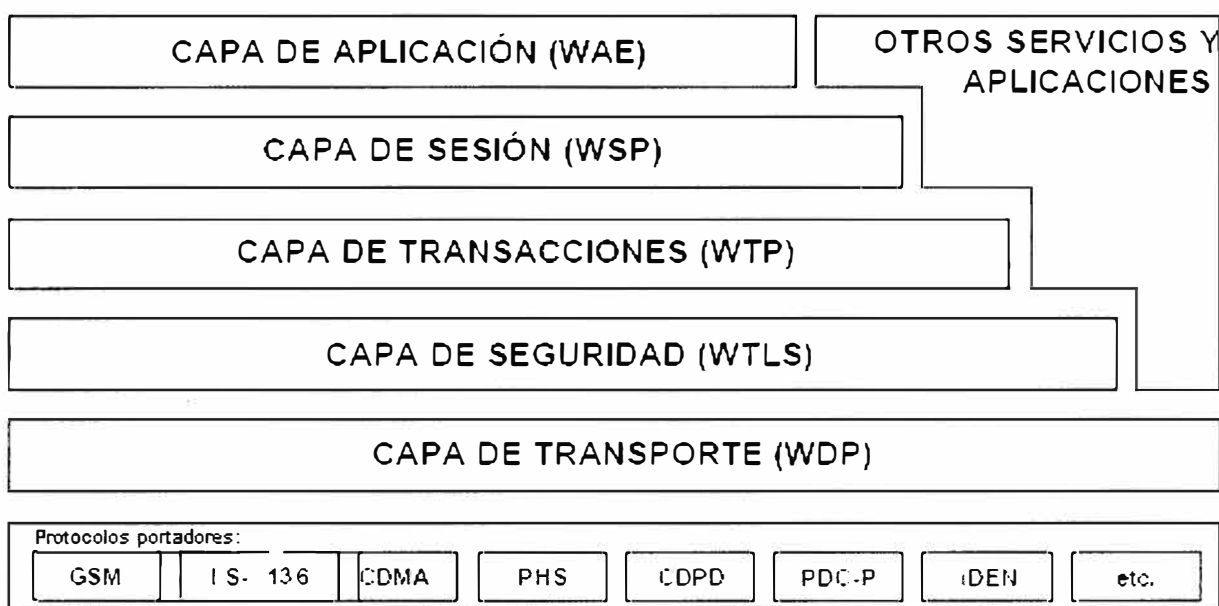 CAPA DE APLICACIÓN (WAE)
OTROS SERVICIOS Y
APLICACIONES
CAPA DE SESIÓN (WSP)
CAPA DE TRANSACCIONES (WTP)
CAPA DE SEGURIDAD (WTLS)
CAPA DE TRANSPORTE (WDP)
Protocolos portadores:
GSM IS- 136 CDMA PHS CDPD PDC-P iDEN etc.